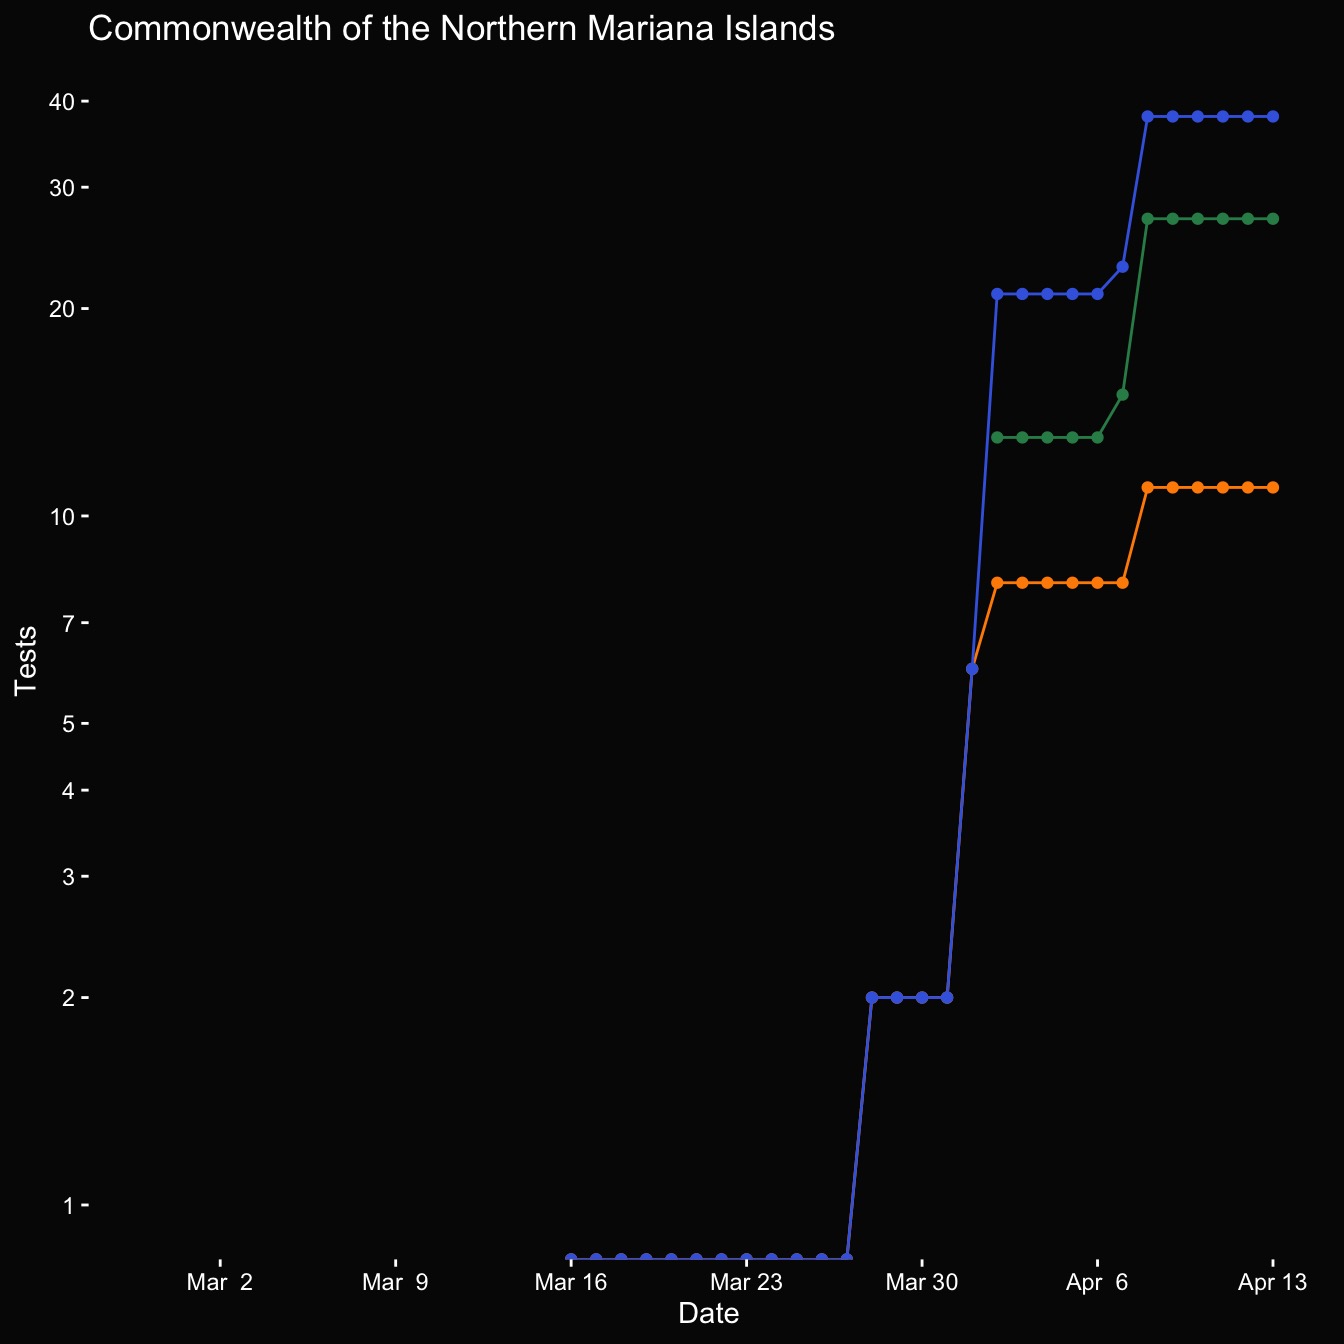 Commonwealth of the Northern Mariana Islands
40
30
20
10
7
5
4
3
2
1
Tests
Mar  2
Mar  9
Mar 16
Mar 23
Mar 30
Apr  6
Apr 13
Date